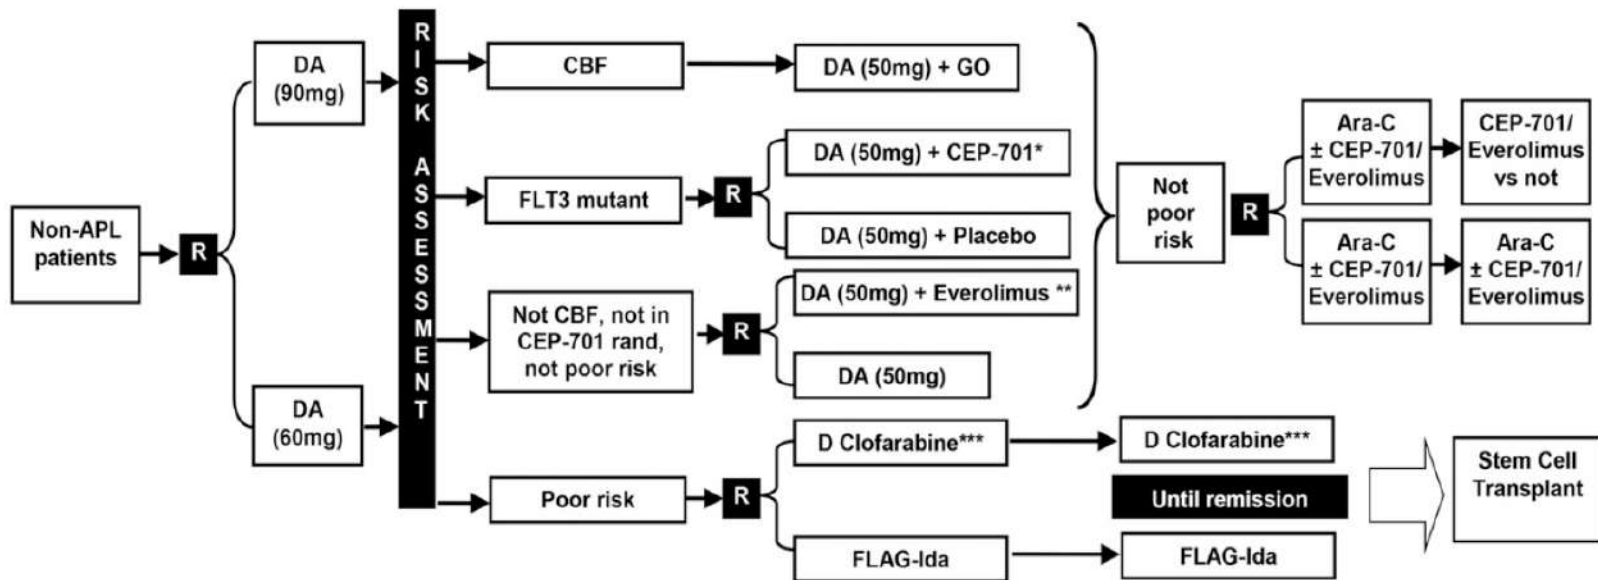 Non-APL
patients
R
DA
(90mg)
DA
(60mg)
RISK ASSESSMENT
CBF
DA (50mg) + GO
FLT3 mutant
R
DA (50mg) + CEP-701*
DA (50mg) + Placebo
Not CBF, not in
CEP-701 rand,
not poor risk
R
DA (50mg) + Everolimus **
DA (50mg)
Poor risk
R
D Clofarabine***
FLAG-Ida
D Clofarabine***
Until remission
FLAG-Ida
Stem Cell
Transplant
Not
poor
risk
R
Ara-C
± CEP-701/
Everolimus
CEP-701/
Everolimus
vs not
Ara-C
± CEP-701/
Everolimus
Ara-C
± CEP-701/
Everolimus